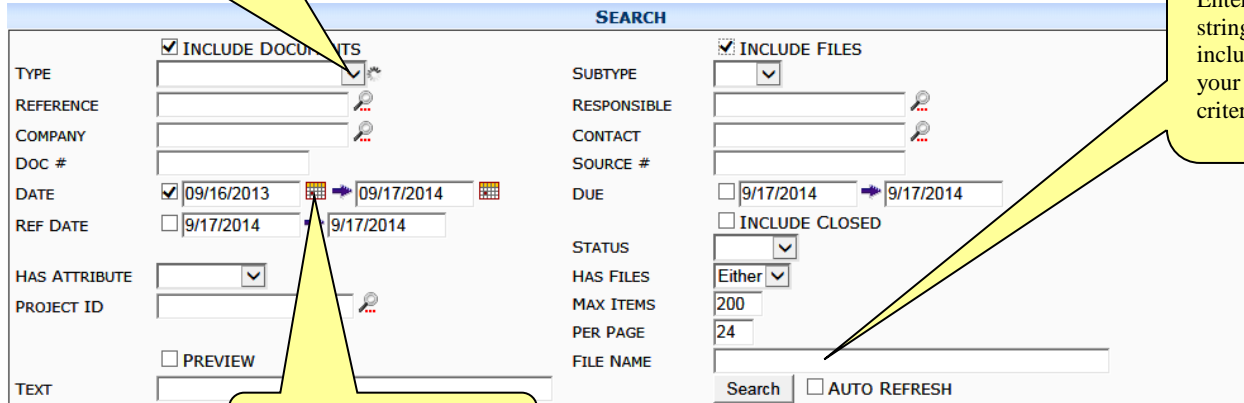 SEARCH
INCLUDE DOCUMENTS INCLUDE FILES
TYPE SUBTYPE
REFERENCE RESPONSIBLE
COMPANY CONTACT
DOC # SOURCE #
DATE 09/16/2013 09/17/2014 DUE 9/17/2014 9/17/2014
REF DATE 9/17/2014 9/17/2014 INCLUDE CLOSED
STATUS
HAS ATTRIBUTE HAS FILES Either
PROJECT ID MAX ITEMS 200
PER PAGE 24
PREVIEW FILE NAME
TEXT Search AUTO REFRESH
your